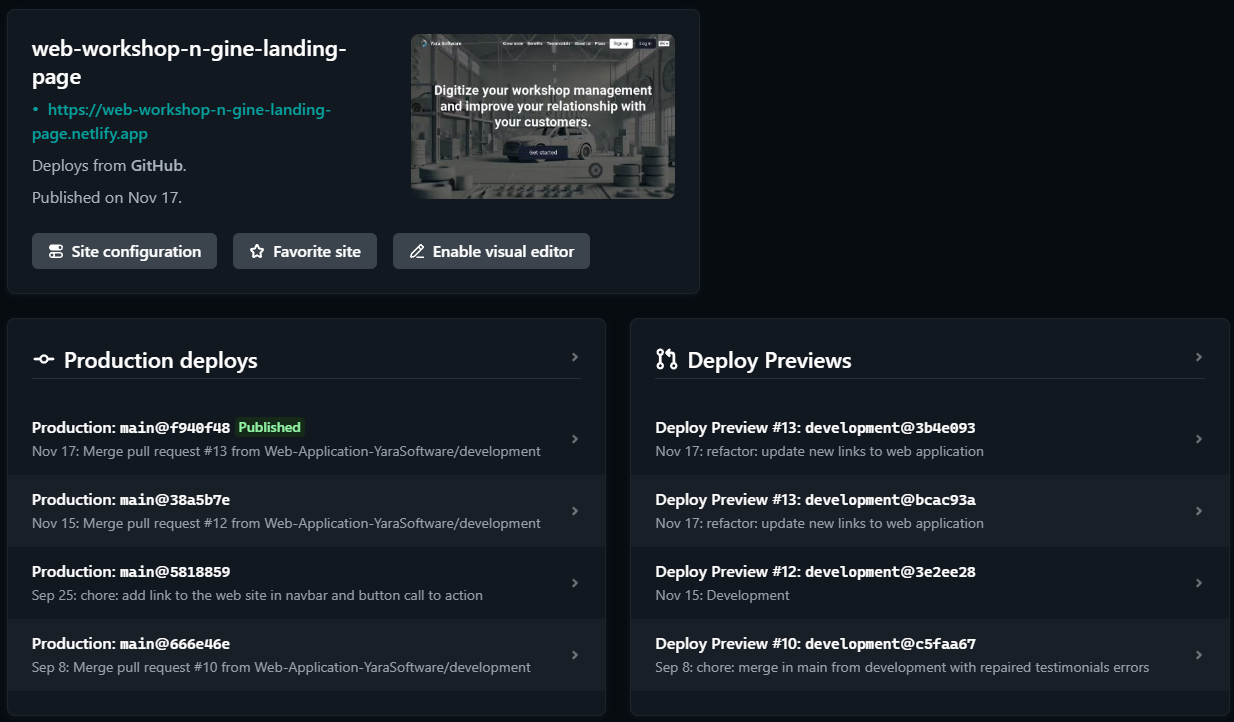 web-workshop-n-gine-landing-
page
• https://web-workshop-n-gine-landing-
page.netlify.app
Deploys from GitHub.
Published on Nov 17.
Yara Software
Benefits Testimonials About us Plans Sign up Log in
Digitize your workshop management
and improve your relationship with
your customers.
Get started
Site configuration
Favorite site
Enable visual editor
Production deploys
Production: main@f940f48 Published
Nov 17: Merge pull request #13 from Web-Application-YaraSoftware/development
Production: main@38a5b7e
Nov 15: Merge pull request #12 from Web-Application-YaraSoftware/development
Production: main@5818859
Sep 25: chore: add link to the web site in navbar and button call to action
Production: main@666e46e
Sep 8: Merge pull request #10 from Web-Application-YaraSoftware/development
Deploy Previews
Deploy Preview #13: development@3b4e093
Nov 17: refactor: update new links to web application
Deploy Preview #13: development@bcac93a
Nov 17: refactor: update new links to web application
Deploy Preview #12: development@3e2ee28
Nov 15: Development
Deploy Preview #10: development@c5faa67
Sep 8: chore: merge in main from development with repaired testimonials errors